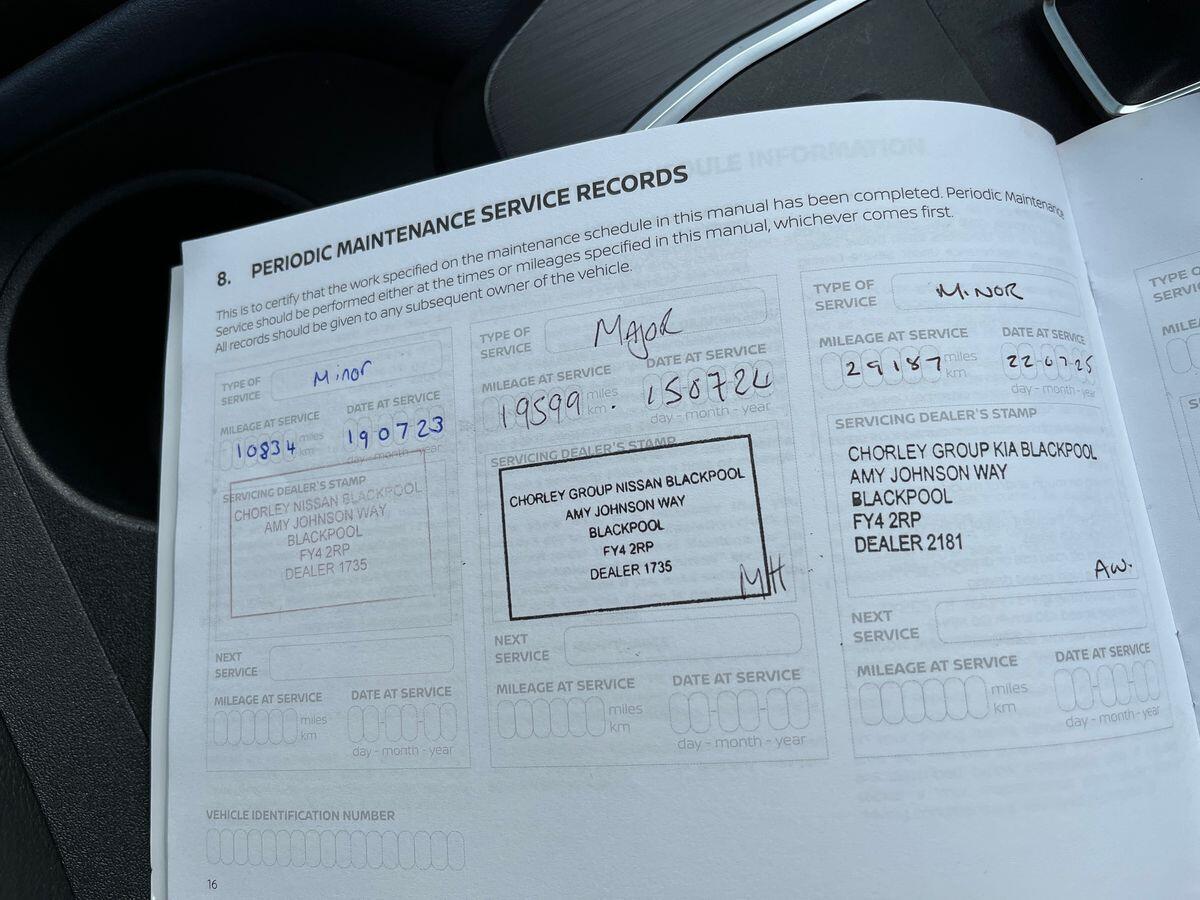 8. PERIODIC MAINTENANCE SERVICE RECORDS
This is to certify that the work specified on the maintenance schedule in this manual has been completed. Periodic Maintenance
Service should be performed either at the times or mileages specified in this manual, whichever comes first.
All records should be given to any subsequent owner of the vehicle.
TYPE OF
SERVICE
Minor
MILEAGE AT SERVICE
DATE AT SERVICE
10834 miles
km
190723
day - month - year
SERVICING DEALER'S STAMP
CHORLEY NISSAN BLACKPOOL
AMY JOHNSON WAY
BLACKPOOL
FY4 2RP
DEALER 1735
NEXT
SERVICE
MILEAGE AT SERVICE
DATE AT SERVICE
miles
km
day - month - year
TYPE OF
SERVICE
MAJOR
MILEAGE AT SERVICE
DATE AT SERVICE
19599 miles
km
150724
day - month - year
SERVICING DEALER'S STAMP
CHORLEY GROUP NISSAN BLACKPOOL
AMY JOHNSON WAY
BLACKPOOL
FY4 2RP
DEALER 1735
MH
NEXT
SERVICE
MILEAGE AT SERVICE
DATE AT SERVICE
miles
km
day - month - year
TYPE OF
SERVICE
MINOR
MILEAGE AT SERVICE
DATE AT SERVICE
29187 miles
km
22-07-25
day - month - year
SERVICING DEALER'S STAMP
CHORLEY GROUP KIA BLACKPOOL
AMY JOHNSON WAY
BLACKPOOL
FY4 2RP
DEALER 2181
AW.
NEXT
SERVICE
MILEAGE AT SERVICE
DATE AT SERVICE
miles
km
day - month - year
VEHICLE IDENTIFICATION NUMBER
16